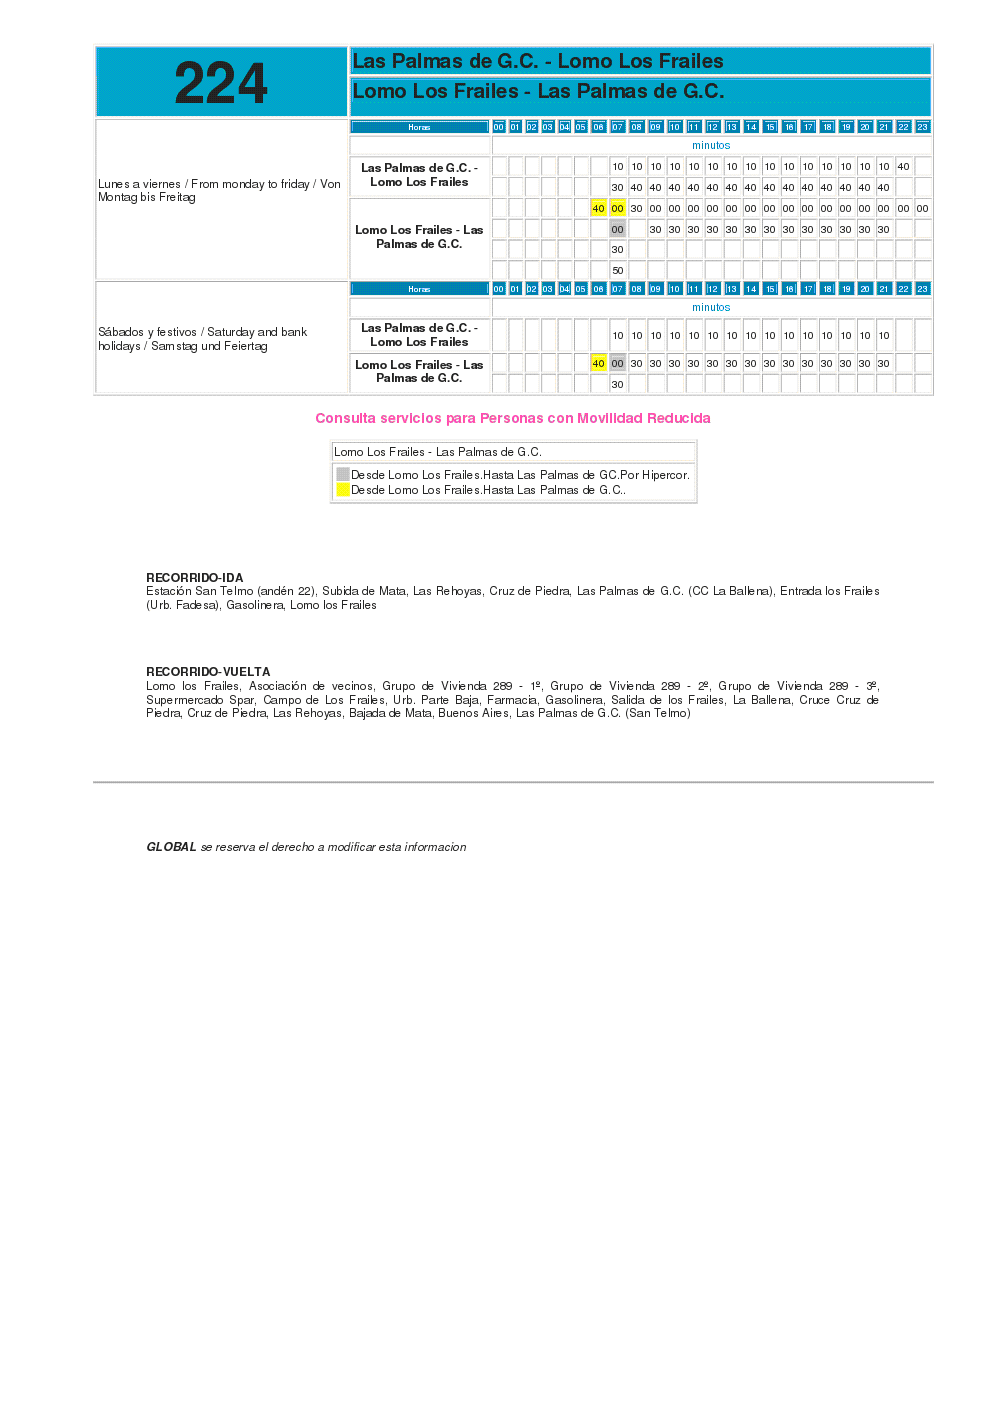 224
Las Palmas de G.C. - Lomo Los Frailes
Lomo Los Frailes - Las Palmas de G.C.
Lunes a viernes / From monday to friday / Von
Montag bis Freitag
Horas 00 01 02 03 04 05 06 07 08 09 10 11 12 13 14 15 16 17 18 19 20 21 22 23
minutos
Las Palmas de G.C. -
Lomo Los Frailes
10 10 10 10 10 10 10 10 10 10 10 10 10 10 10 40
30 40 40 40 40 40 40 40 40 40 40 40 40 40 40
Lomo Los Frailes - Las
Palmas de G.C.
40 00 30 00 00 00 00 00 00 00 00 00 00 00 00 00 00 00
00 30 30 30 30 30 30 30 30 30 30 30 30 30
30
50
Sábados y festivos / Saturday and bank
holidays / Samstag und Feiertag
Horas 00 01 02 03 04 05 06 07 08 09 10 11 12 13 14 15 16 17 18 19 20 21 22 23
minutos
Las Palmas de G.C. -
Lomo Los Frailes
10 10 10 10 10 10 10 10 10 10 10 10 10 10 10
Lomo Los Frailes - Las
Palmas de G.C.
40 00 30 30 30 30 30 30 30 30 30 30 30 30 30 30
30
Consulta servicios para Personas con Movilidad Reducida
Lomo Los Frailes - Las Palmas de G.C.
Desde Lomo Los Frailes.Hasta Las Palmas de GC.Por Hipercor.
Desde Lomo Los Frailes.Hasta Las Palmas de G.C..
RECORRIDO-IDA
Estación San Telmo (andén 22), Subida de Mata, Las Rehoyas, Cruz de Piedra, Las Palmas de G.C. (CC La Ballena), Entrada los Frailes
(Urb. Fadesa), Gasolinera, Lomo los Frailes
RECORRIDO-VUELTA
Lomo los Frailes, Asociación de vecinos, Grupo de Vivienda 289 - 1º, Grupo de Vivienda 289 - 2º, Grupo de Vivienda 289 - 3º,
Supermercado Spar, Campo de Los Frailes, Urb. Parte Baja, Farmacia, Gasolinera, Salida de los Frailes, La Ballena, Cruce Cruz de
Piedra, Cruz de Piedra, Las Rehoyas, Bajada de Mata, Buenos Aires, Las Palmas de G.C. (San Telmo)
GLOBAL se reserva el derecho a modificar esta informacion